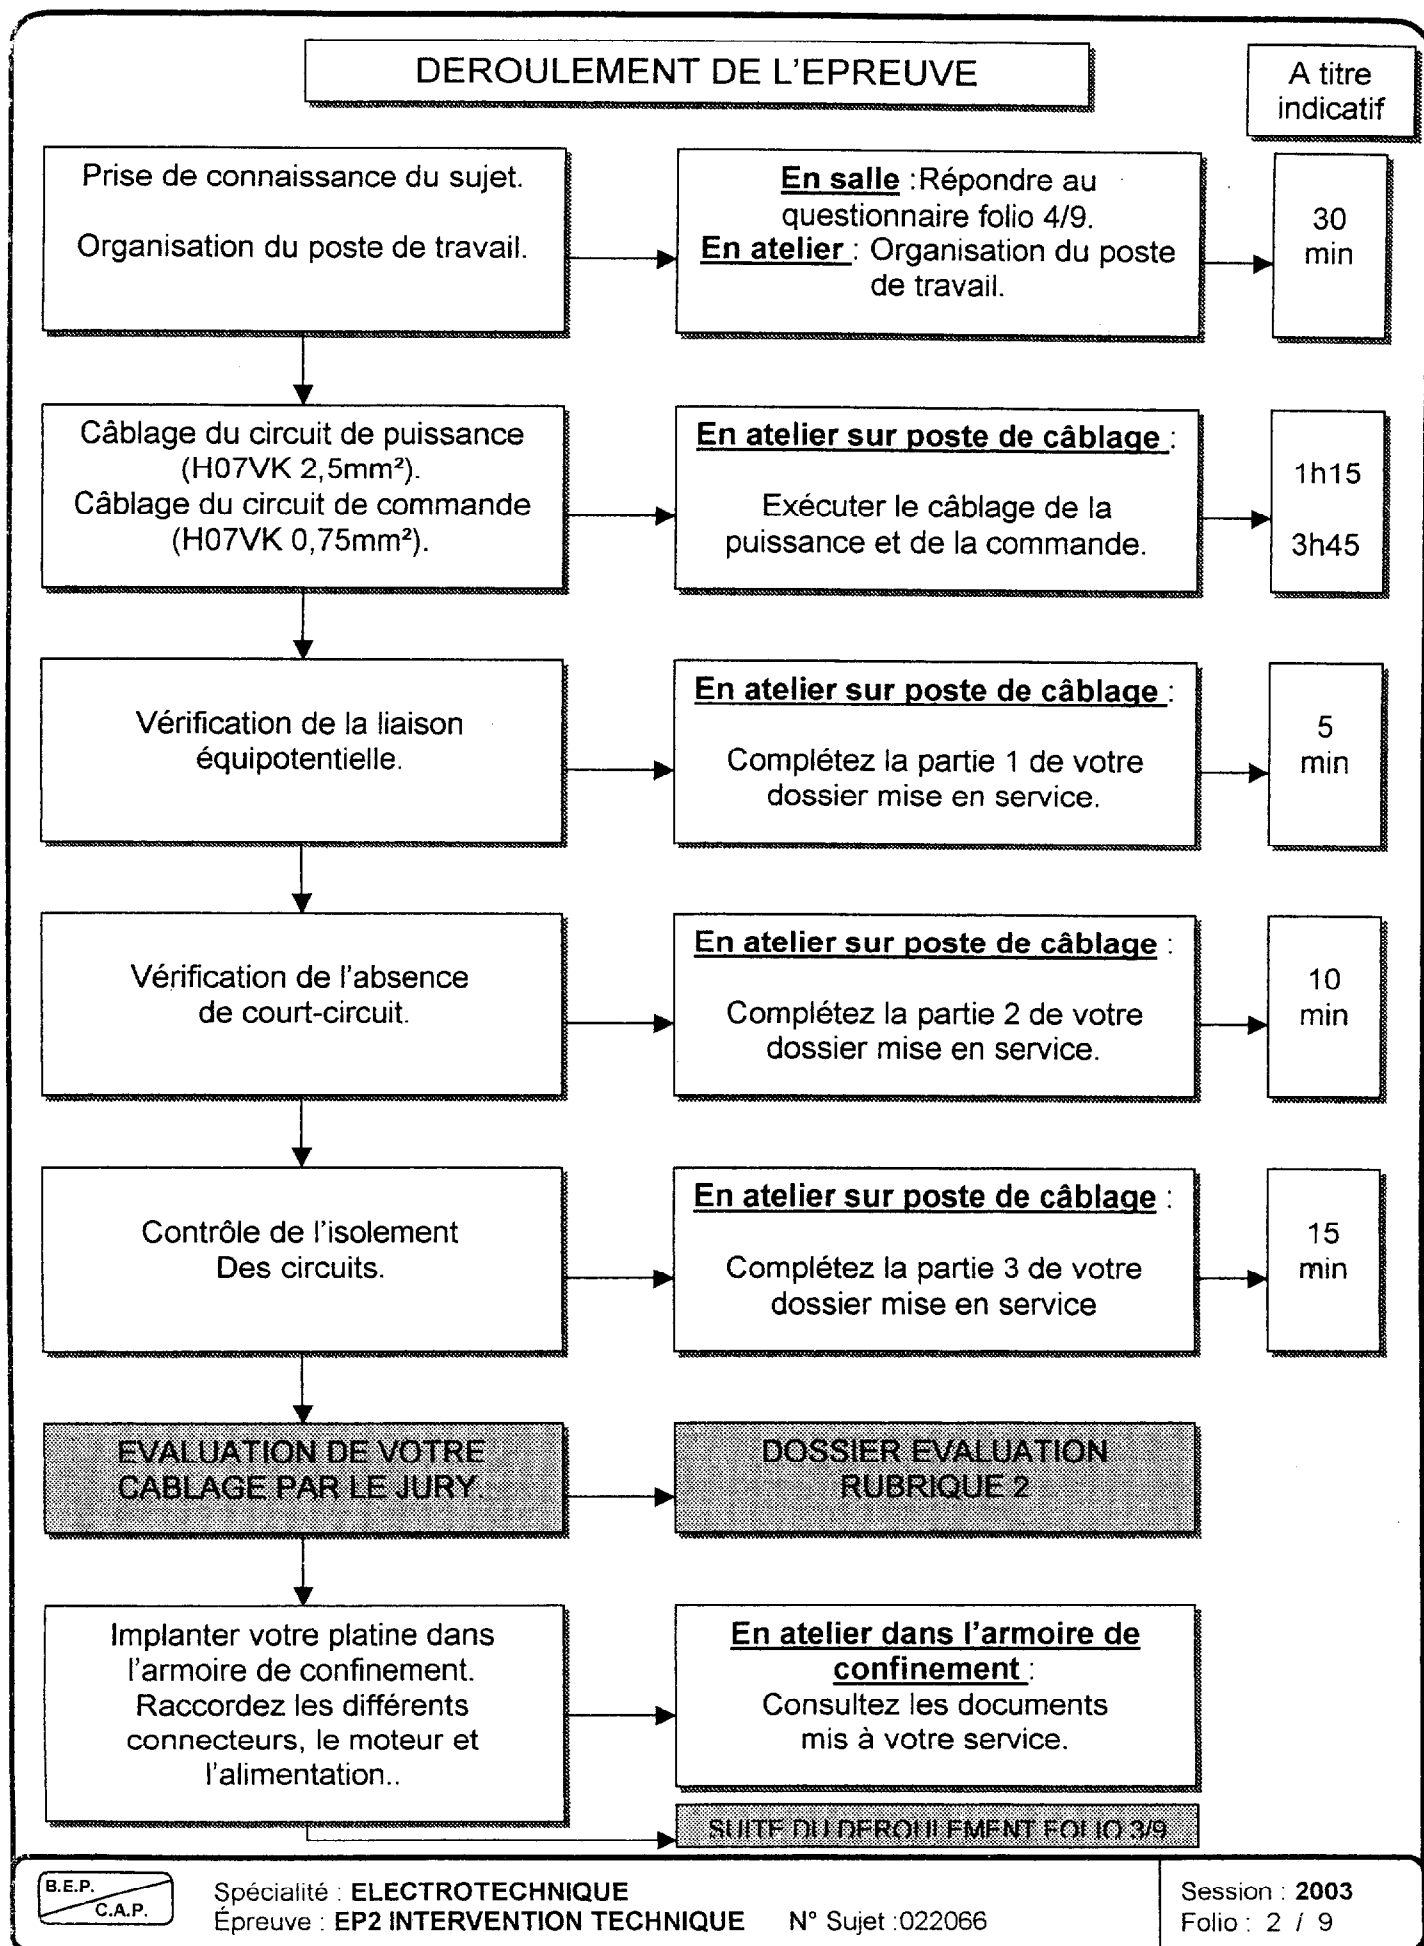 DEROULEMENT DE L'EPREUVE
A titre
indicatif
Prise de connaissance du sujet.
Organisation du poste de travail.
En salle :Répondre au
questionnaire folio 4/9.
En atelier : Organisation du poste
de travail.
30
min
Câblage du circuit de puissance
(H07VK 2,5mm²).
Câblage du circuit de commande
(H07VK 0,75mm²).
En atelier sur poste de câblage :
Exécuter le câblage de la
puissance et de la commande.
1h15
3h45
Vérification de la liaison
équipotentielle.
En atelier sur poste de câblage :
Complétez la partie 1 de votre
dossier mise en service.
5
min
Vérification de l'absence
de court-circuit.
En atelier sur poste de câblage :
Complétez la partie 2 de votre
dossier mise en service.
10
min
Contrôle de l'isolement
Des circuits.
En atelier sur poste de câblage :
Complétez la partie 3 de votre
dossier mise en service
15
min
EVALUATION DE VOTRE
CABLAGE PAR LE JURY.
DOSSIER EVALUATION
RUBRIQUE 2
Implanter votre platine dans
l'armoire de confinement.
Raccordez les différents
connecteurs, le moteur et
l'alimentation..
En atelier dans l'armoire de
confinement :
Consultez les documents
mis à votre service.
SUITE DU DEROULEMENT FOLIO 3/9
B.E.P.
C.A.P.
Spécialité : ELECTROTECHNIQUE
Épreuve : EP2 INTERVENTION TECHNIQUE N° Sujet :022066
Session : 2003
Folio : 2 / 9